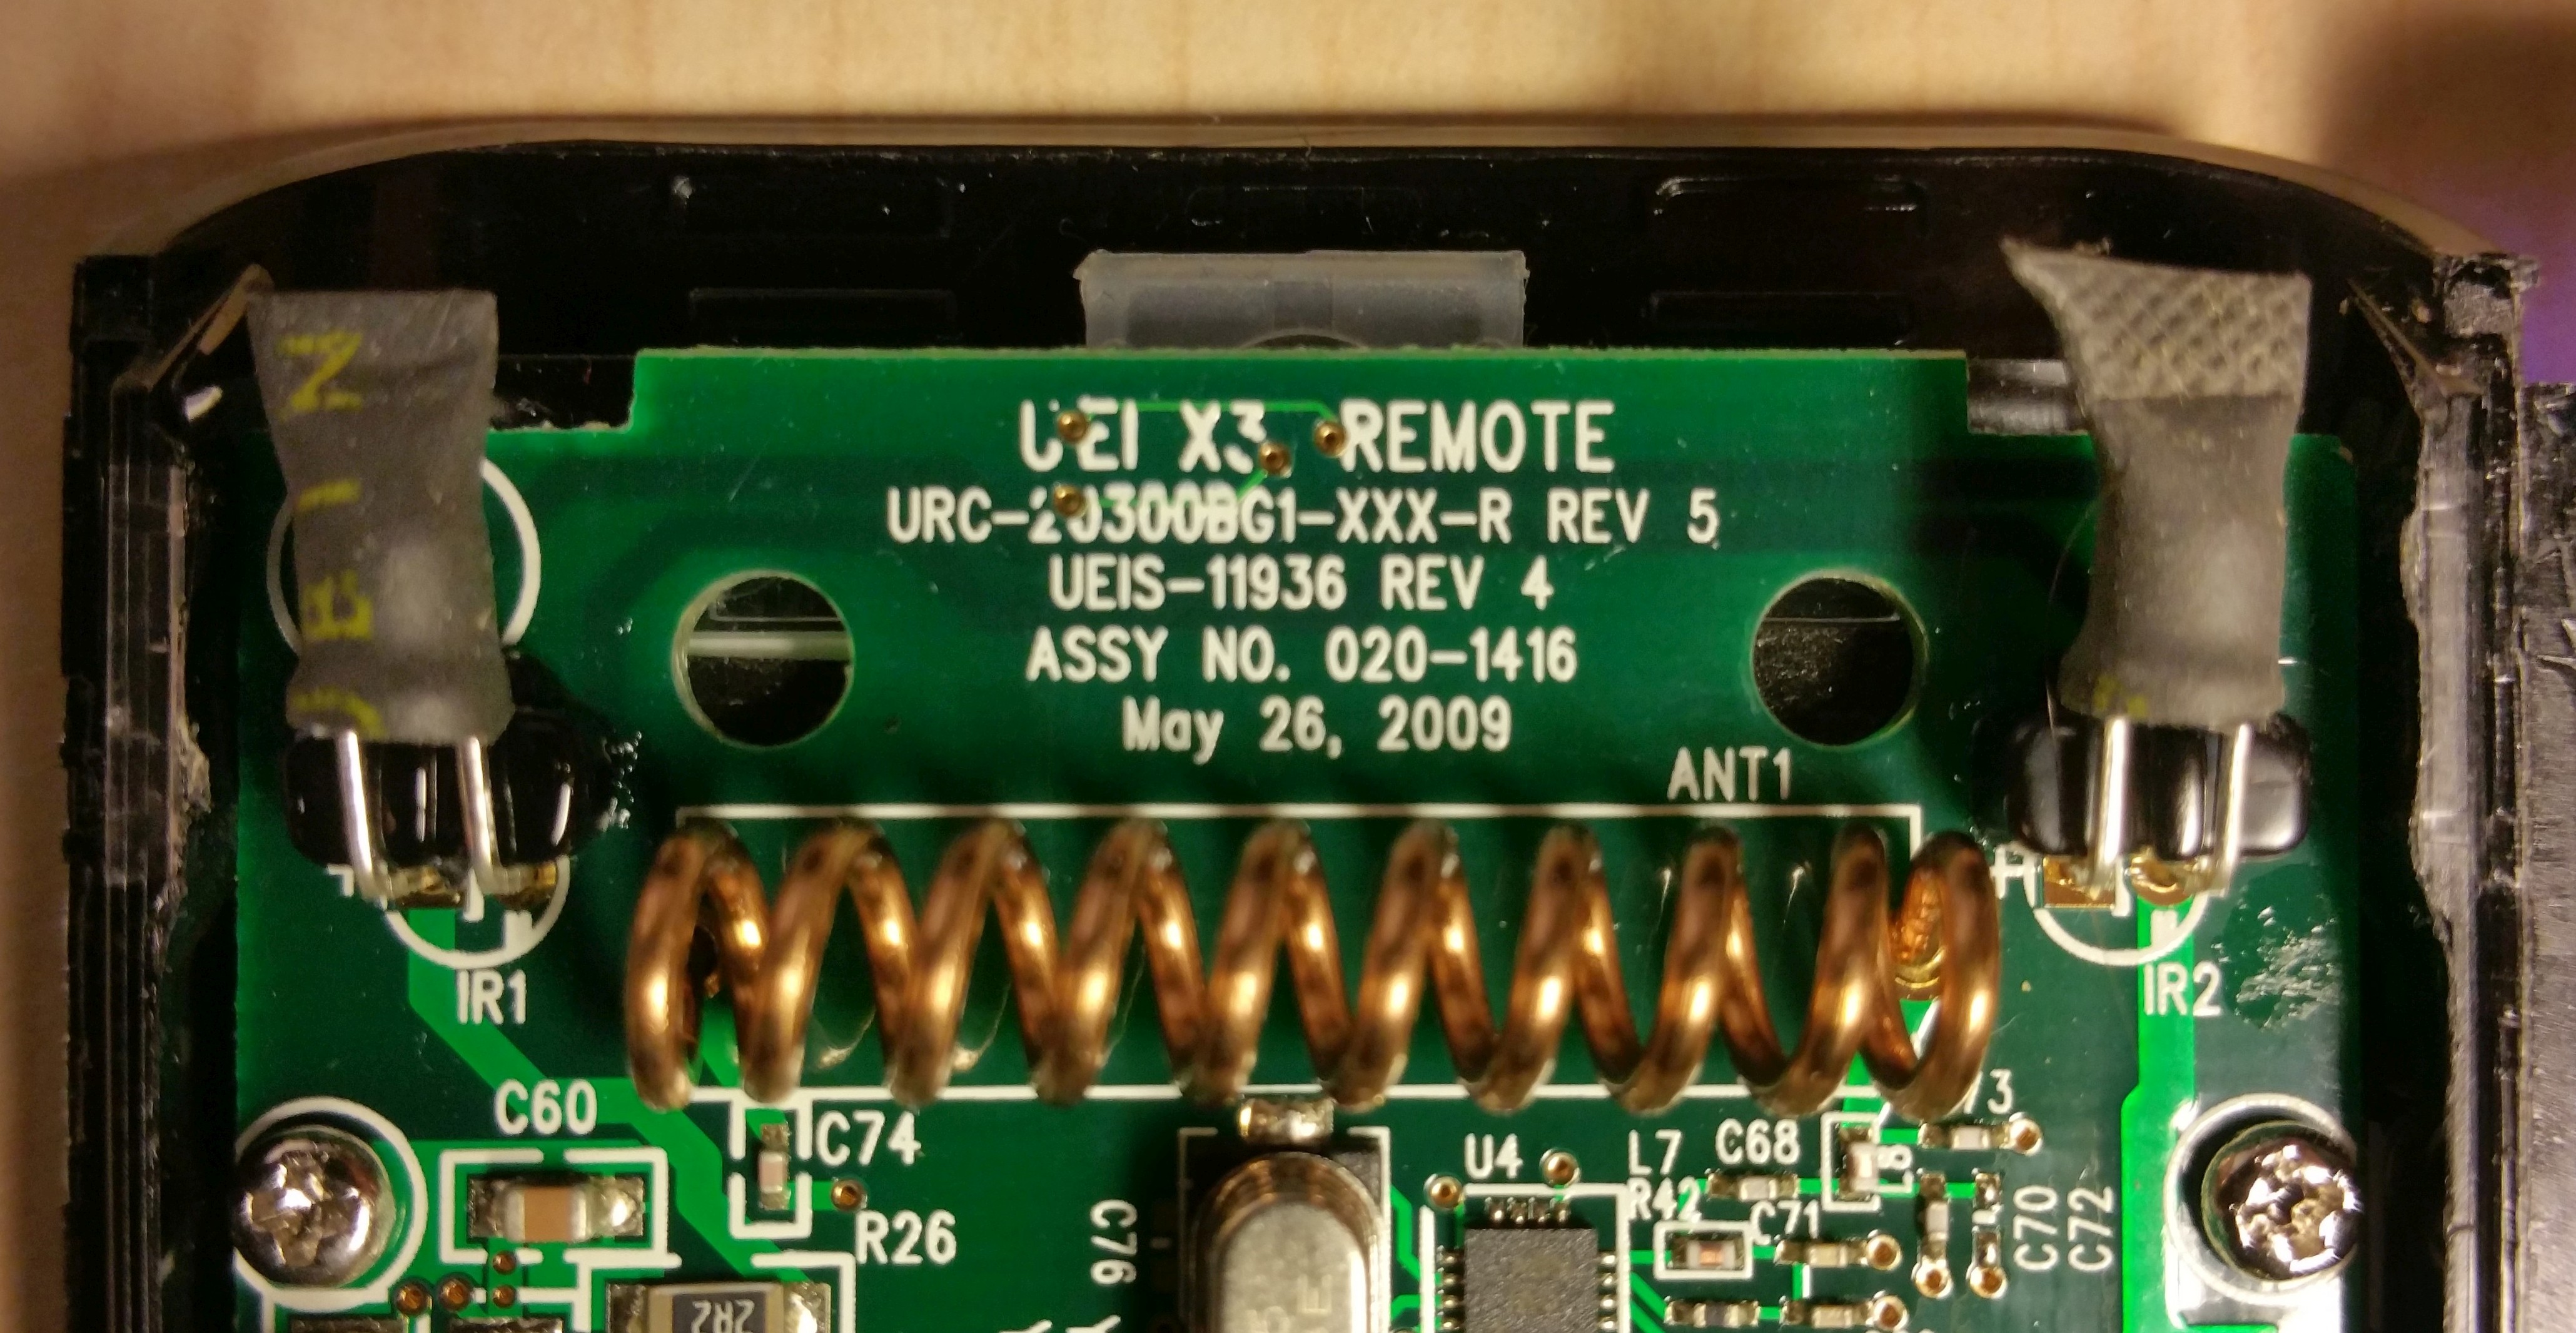 UEI X3 REMOTE
URC-20300BG1-XXX-R REV 5
UEIS-11936 REV 4
ASSY NO. 020-1416
May 26, 2009
ANT1
IR1
IR2
C60
C74
R26
C76
U4
L7
C68
R42
C71
L8
C70
C72
2R2